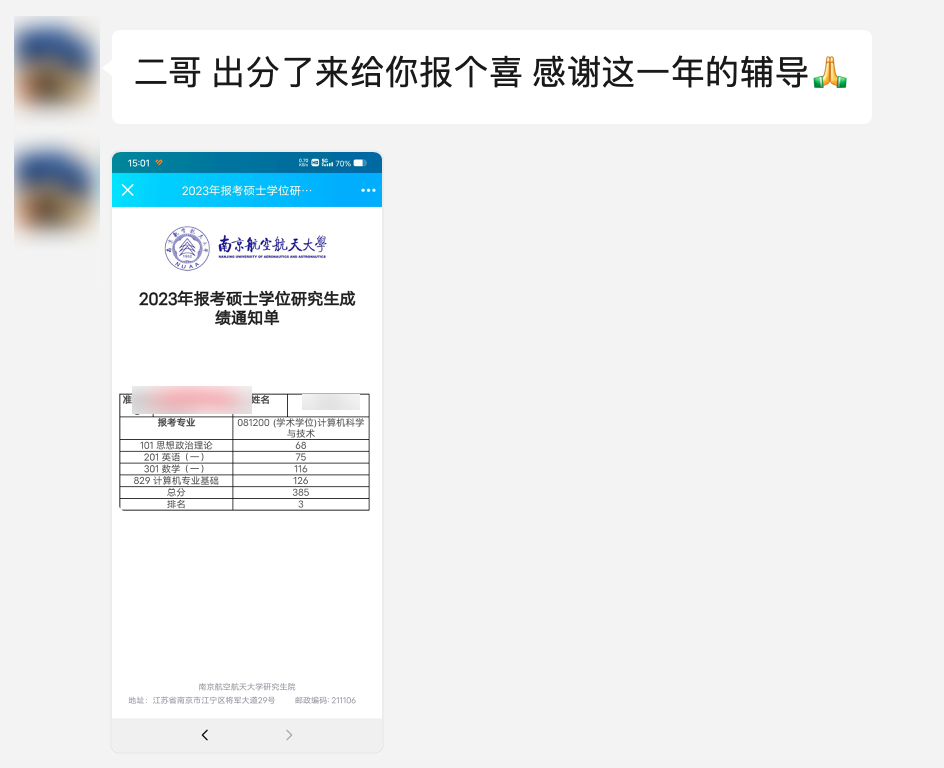 二哥 出分了来给你报个喜 感谢这一年的辅导🙏
15:01
70%
2023年报考硕士学位研…
南京航空航天大學
NANJING UNIVERSITY OF AERONAUTICS AND ASTRONAUTICS
2023年报考硕士学位研究生成
绩通知单
准 姓名
报考专业 081200 (学术学位)计算机科学
与技术
101 思想政治理论 68
201 英语（一） 75
301 数学（一） 116
829 计算机专业基础 126
总分 385
排名 3
南京航空航天大学研究生院
地址：江苏省南京市江宁区将军大道29号 邮政编码: 211106